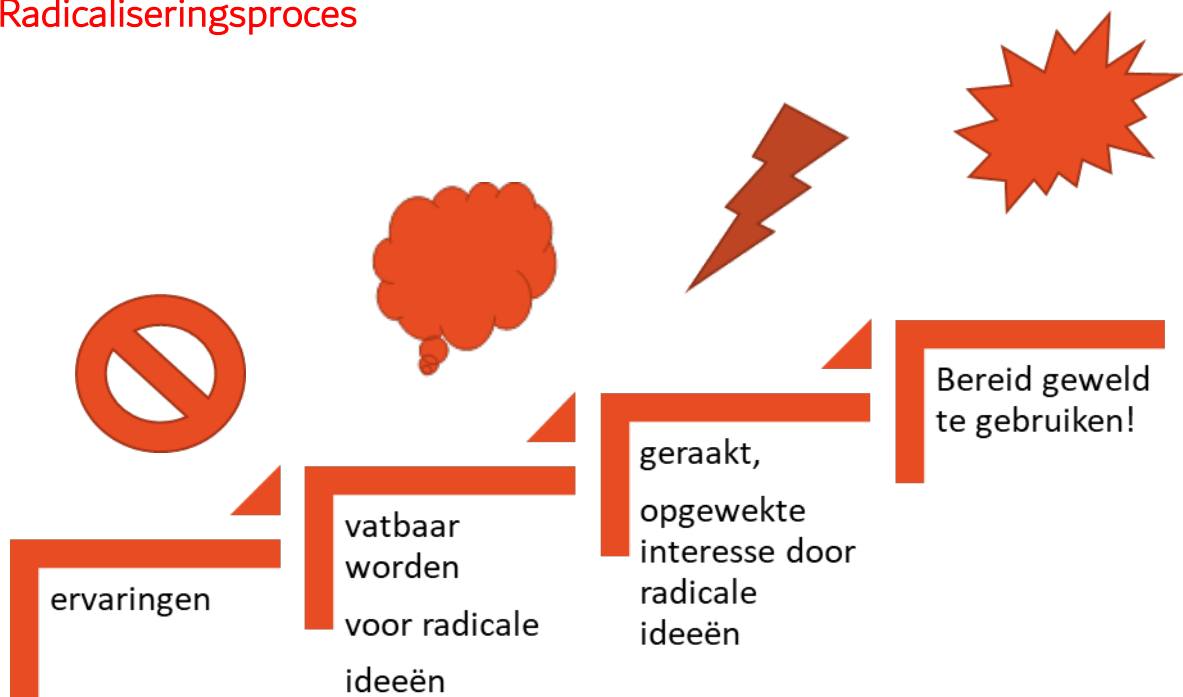 Radicaliseringsproces
ervaringen
vatbaar
worden
voor radicale
ideeën
geraakt,
opgewekte
interesse door
radicale
ideeën
Bereid geweld
te gebruiken!